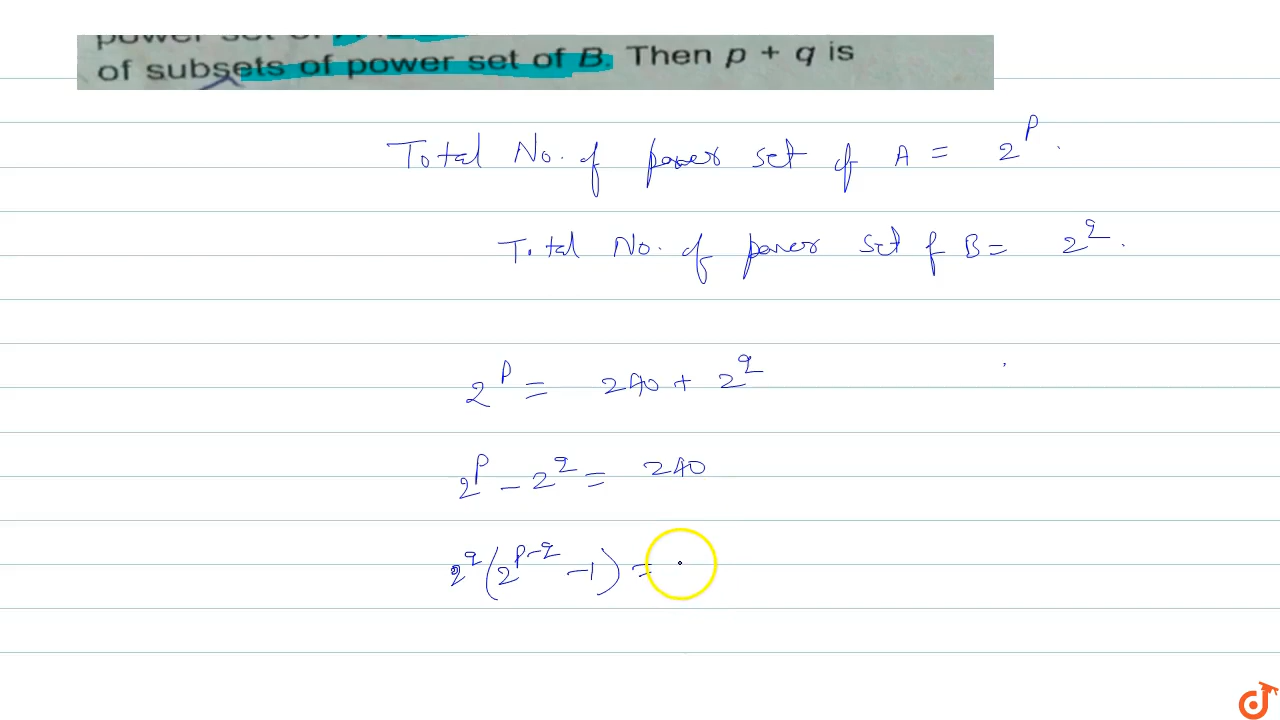 of subsets of power set of B. Then p + q is
Total No. of power set of A = 2^p.
Total No. of power set of B = 2^q.
2^p = 240 + 2^q
2^p - 2^q = 240
2^q (2^{p-q} - 1) =